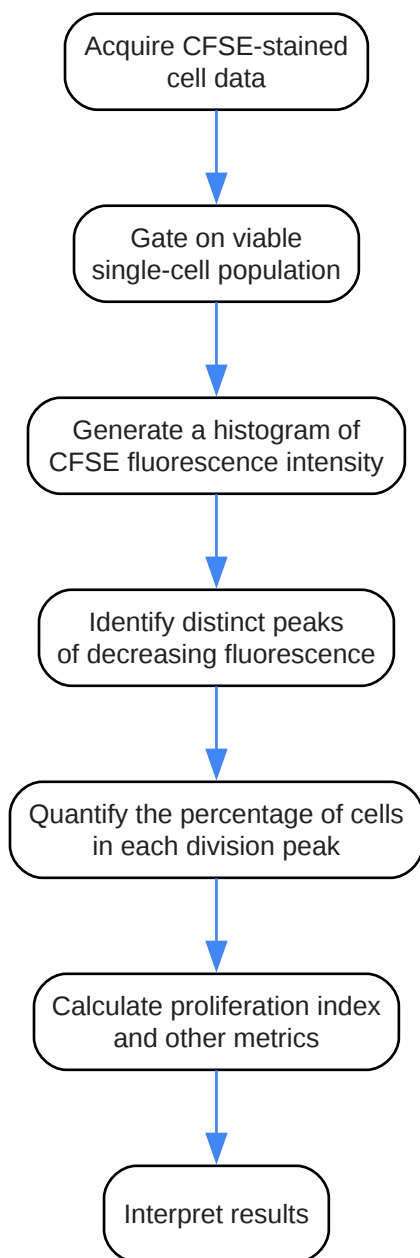 Acquire CFSE-stained
cell data
Gate on viable
single-cell population
Generate a histogram of
CFSE fluorescence intensity
Identify distinct peaks
of decreasing fluorescence
Quantify the percentage of cells
in each division peak
Calculate proliferation index
and other metrics
Interpret results